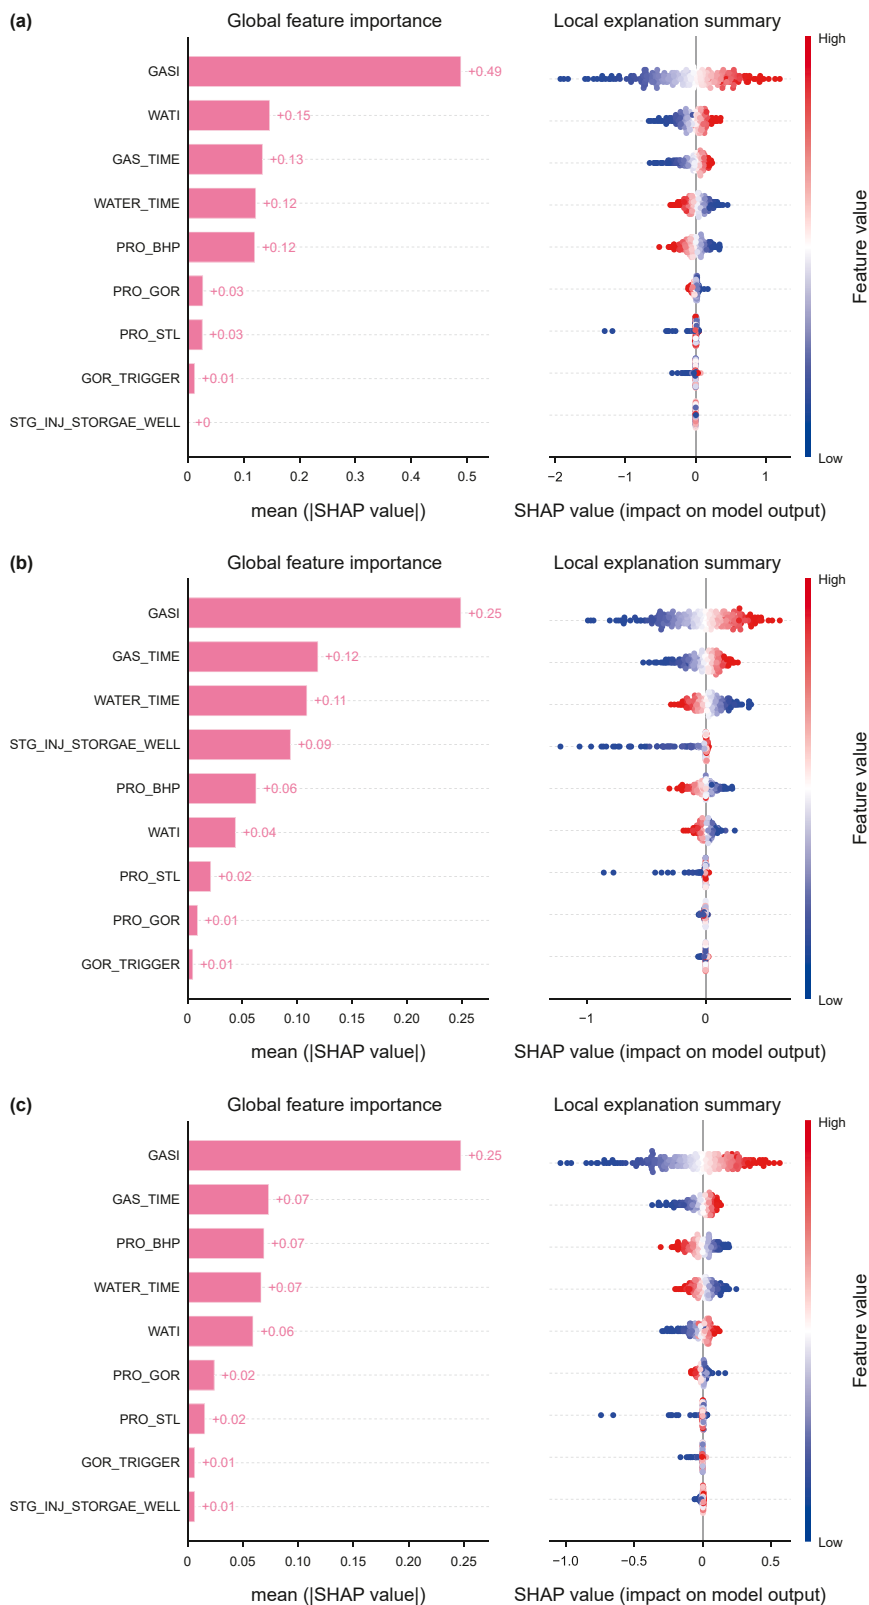 (a)
Global feature importance
Local explanation summary
GASI
+0.49
WATI
+0.15
GAS_TIME
+0.13
WATER_TIME
+0.12
PRO_BHP
+0.12
PRO_GOR
+0.03
PRO_STL
+0.03
GOR_TRIGGER
+0.01
STG_INJ_STORGAE_WELL
+0
0 0.1 0.2 0.3 0.4 0.5
mean (|SHAP value|)
−2 −1 0 1
SHAP value (impact on model output)
High
Feature value
Low
(b)
Global feature importance
Local explanation summary
GASI
+0.25
GAS_TIME
+0.12
WATER_TIME
+0.11
STG_INJ_STORGAE_WELL
+0.09
PRO_BHP
+0.06
WATI
+0.04
PRO_STL
+0.02
PRO_GOR
+0.01
GOR_TRIGGER
+0.01
0 0.05 0.10 0.15 0.20 0.25
mean (|SHAP value|)
−1 0
SHAP value (impact on model output)
High
Feature value
Low
(c)
Global feature importance
Local explanation summary
GASI
+0.25
GAS_TIME
+0.07
PRO_BHP
+0.07
WATER_TIME
+0.07
WATI
+0.06
PRO_GOR
+0.02
PRO_STL
+0.02
GOR_TRIGGER
+0.01
STG_INJ_STORGAE_WELL
+0.01
0 0.05 0.10 0.15 0.20 0.25
mean (|SHAP value|)
−1.0 −0.5 0 0.5
SHAP value (impact on model output)
High
Feature value
Low